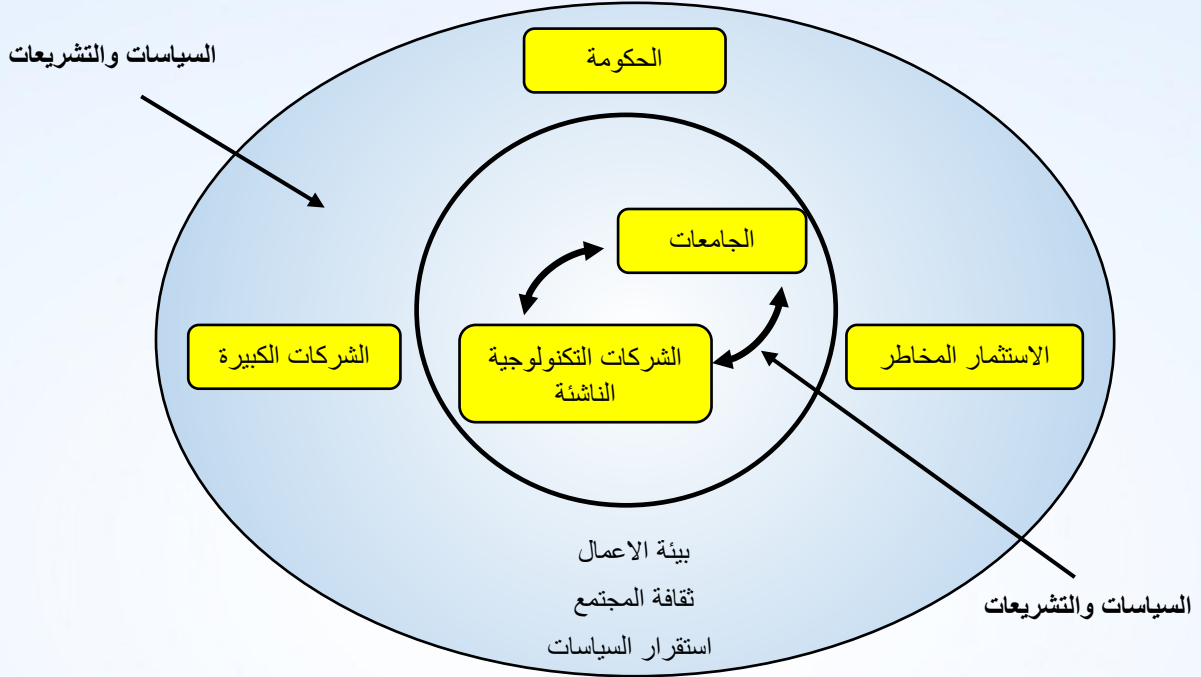 السياسات والتشريعات
الحكومة
الجامعات
الشركات الكبيرة
الشركات التكنولوجية
الناشئة
الاستثمار المخاطر
بيئة الاعمال
ثقافة المجتمع
استقرار السياسات
السياسات والتشريعات